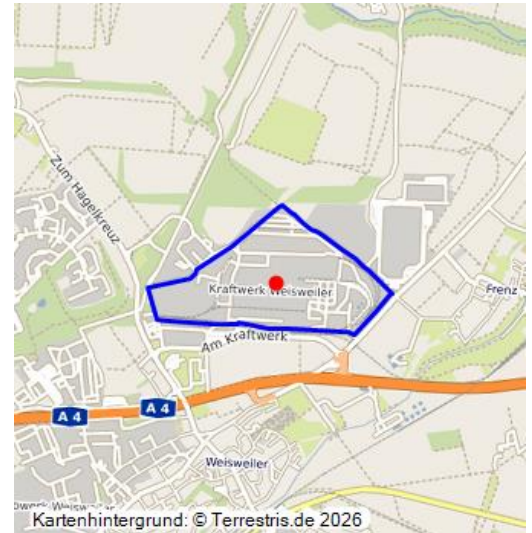 Zum Hagelkreuz
Kraftwerk Weisweiler
Frenz
Am Kraftwerk
A 4
A 4
Weisweiler
Kartenhintergrund: © Terrestris.de 2026